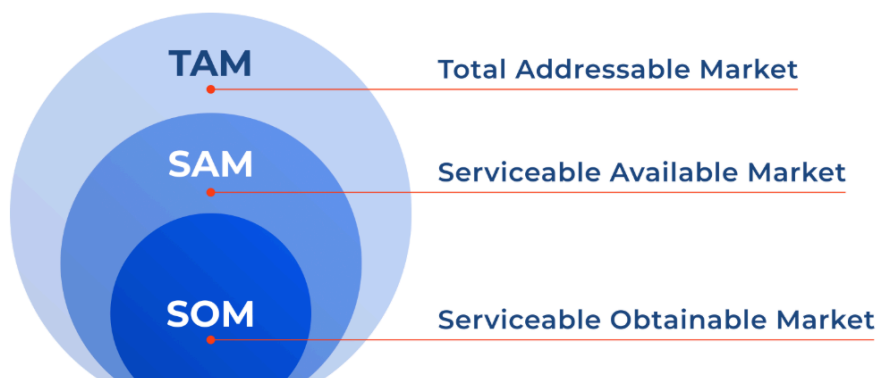 TAM
Total Addressable Market
SAM
Serviceable Available Market
SOM
Serviceable Obtainable Market